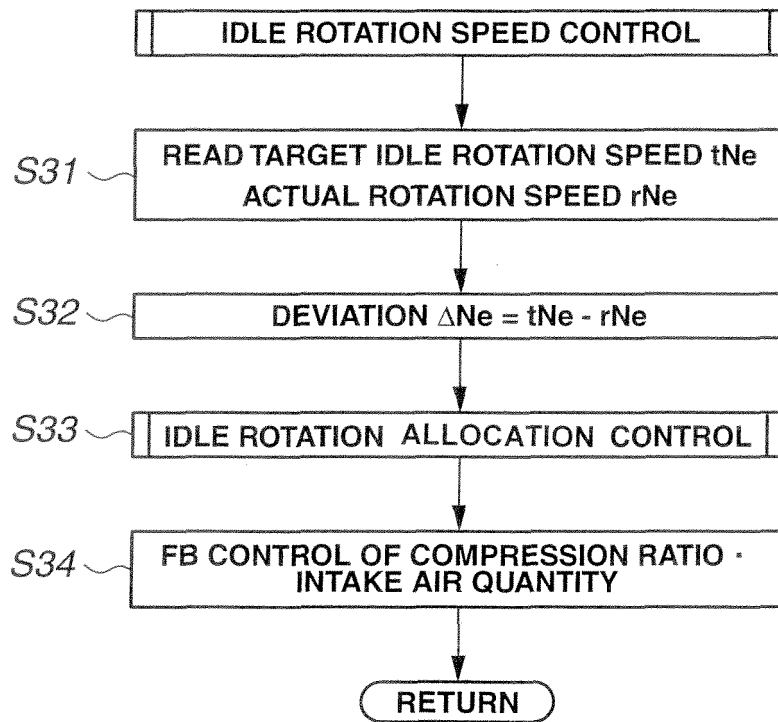 IDLE ROTATION SPEED CONTROL
S31
READ TARGET IDLE ROTATION SPEED tNe
ACTUAL ROTATION SPEED rNe
S32
DEVIATION ΔNe = tNe - rNe
S33
IDLE ROTATION ALLOCATION CONTROL
S34
FB CONTROL OF COMPRESSION RATIO ·
INTAKE AIR QUANTITY
RETURN